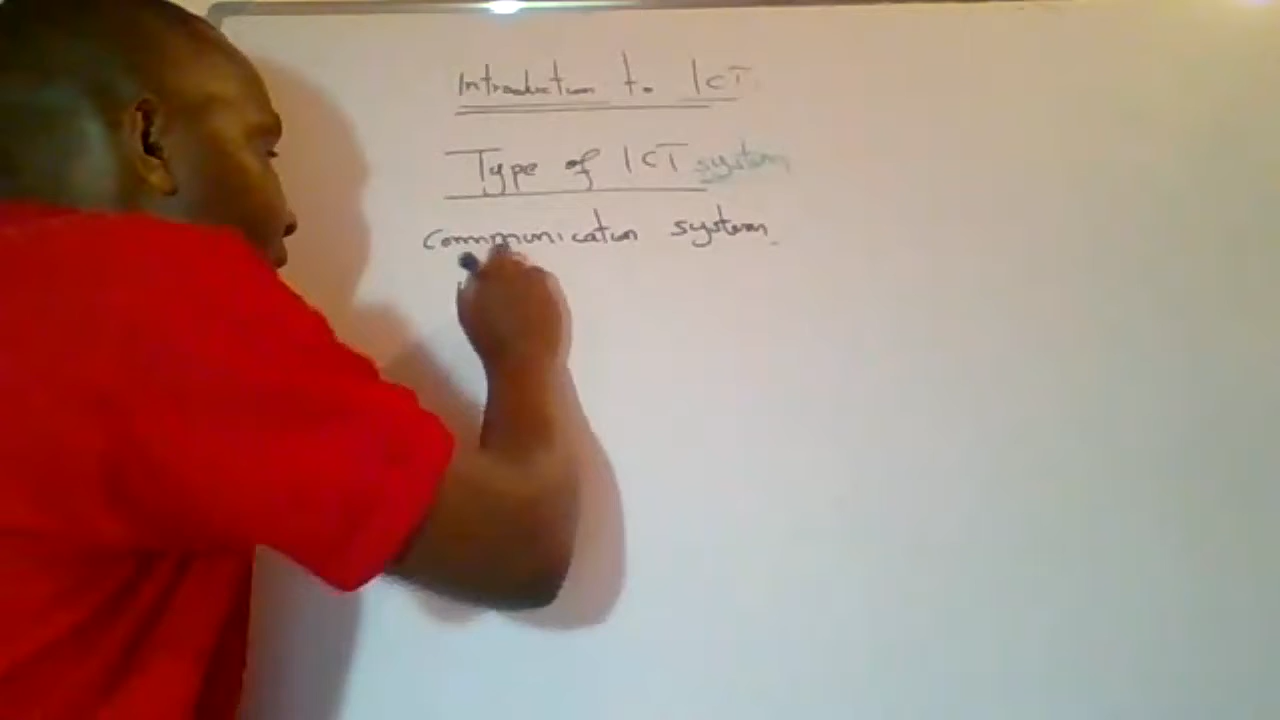 Introduction to ICT
Type of ICT system
Communication system